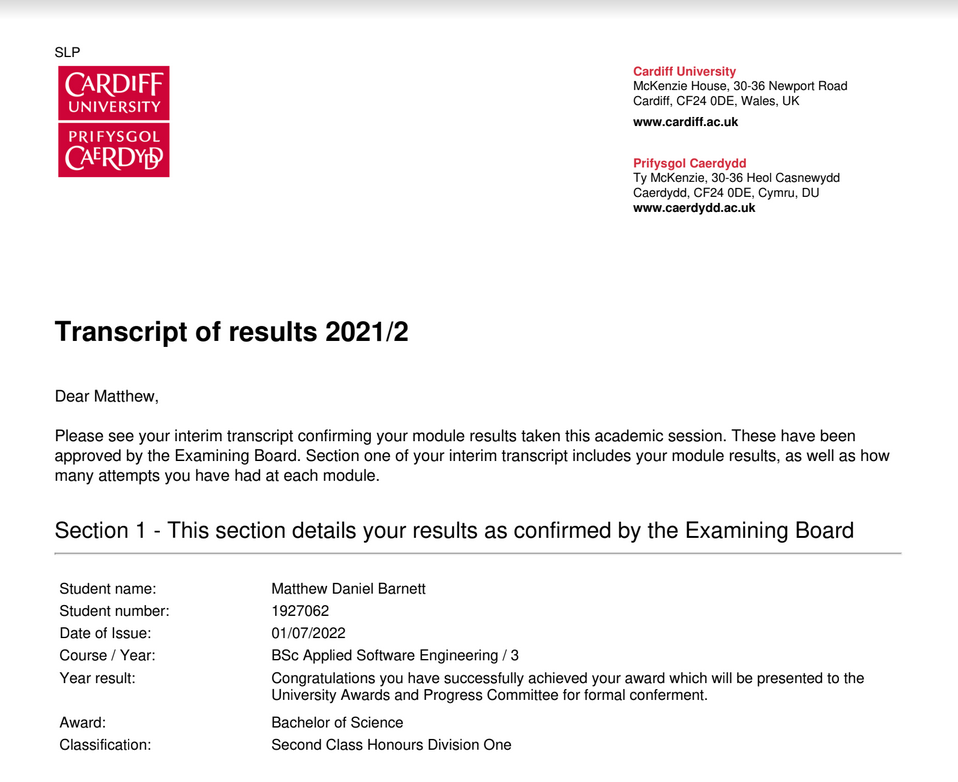 SLP
CARDIFF
UNIVERSITY
PRIFYSGOL
CAERDYDD
Cardiff University
McKenzie House, 30-36 Newport Road
Cardiff, CF24 0DE, Wales, UK
www.cardiff.ac.uk
Prifysgol Caerdydd
Ty McKenzie, 30-36 Heol Casnewydd
Caerdydd, CF24 0DE, Cymru, DU
www.caerdydd.ac.uk
Transcript of results 2021/2
Dear Matthew,
Please see your interim transcript confirming your module results taken this academic session. These have been
approved by the Examining Board. Section one of your interim transcript includes your module results, as well as how
many attempts you have had at each module.
Section 1 - This section details your results as confirmed by the Examining Board
Student name: Matthew Daniel Barnett
Student number: 1927062
Date of Issue: 01/07/2022
Course / Year: BSc Applied Software Engineering / 3
Year result: Congratulations you have successfully achieved your award which will be presented to the
University Awards and Progress Committee for formal conferment.
Award: Bachelor of Science
Classification: Second Class Honours Division One